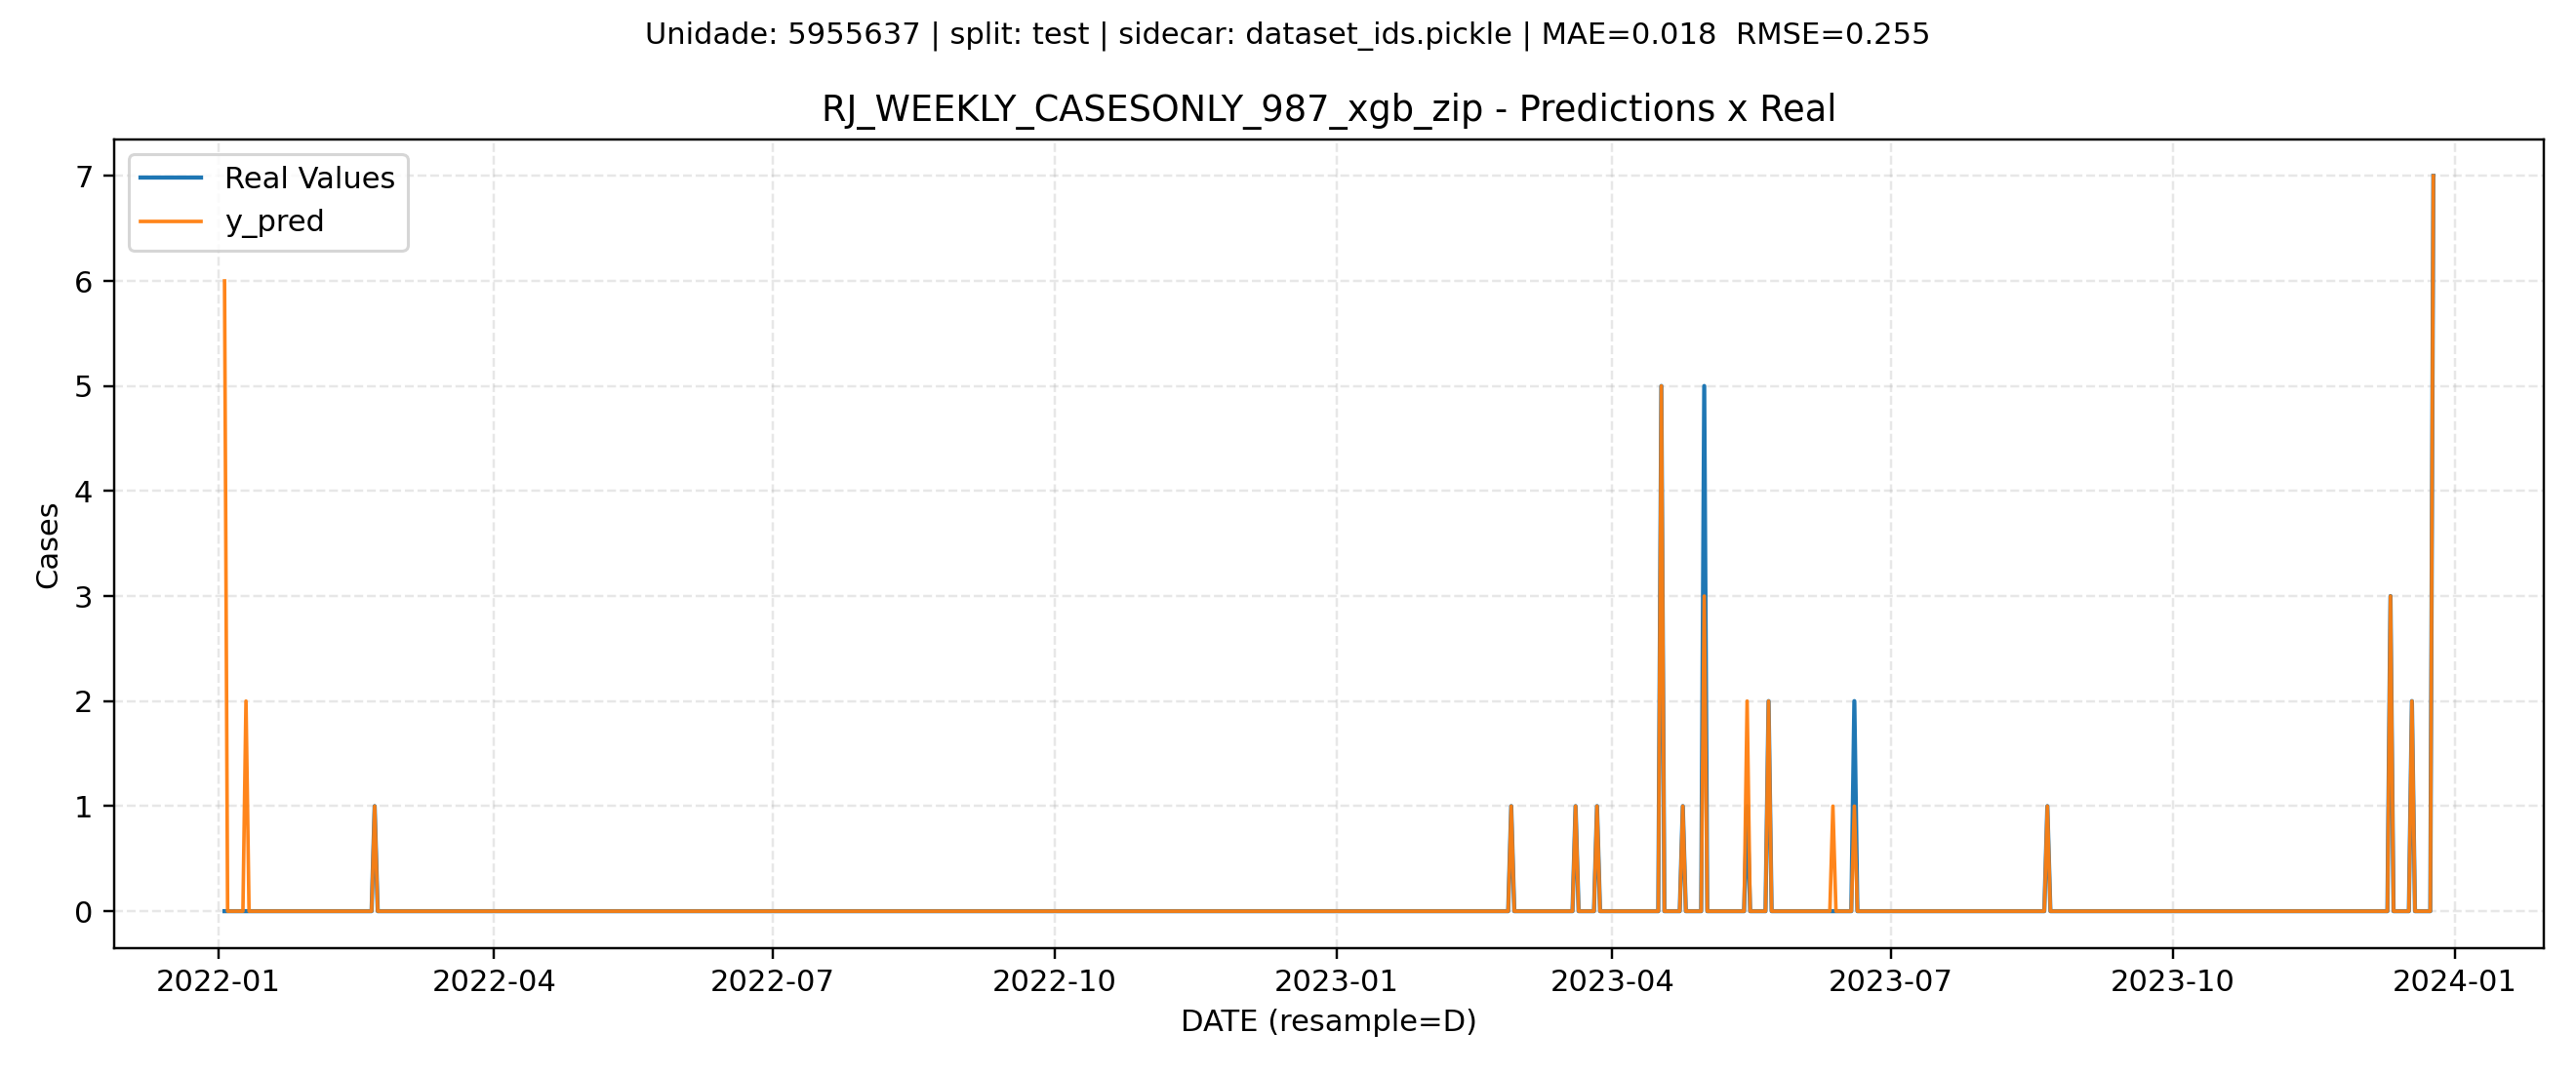 Unidade: 5955637 | split: test | sidecar: dataset_ids.pickle | MAE=0.018  RMSE=0.255
RJ_WEEKLY_CASESONLY_987_xgb_zip - Predictions x Real
Real Values
y_pred
7
6
5
4
3
2
1
0
Cases
2022-01
2022-04
2022-07
2022-10
2023-01
2023-04
2023-07
2023-10
2024-01
DATE (resample=D)